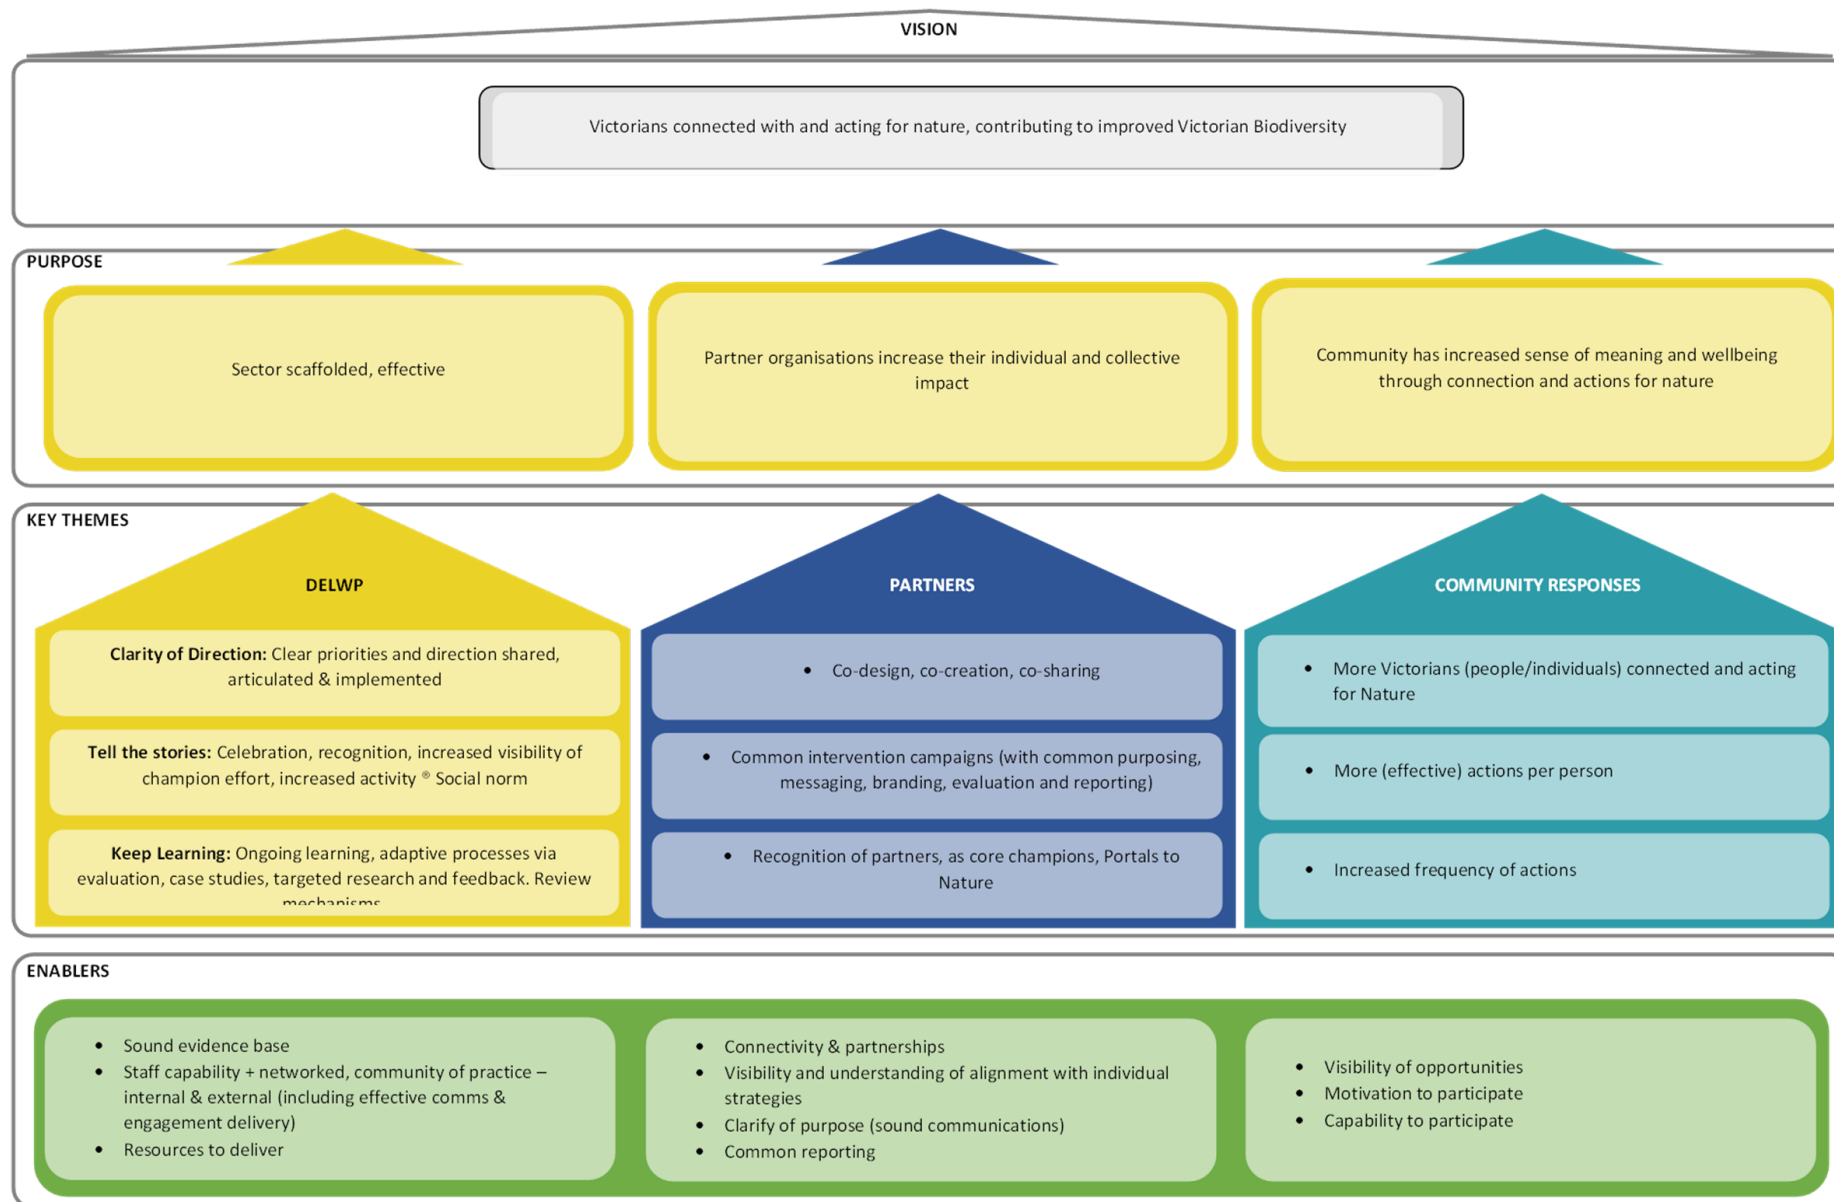 VISION
Victorians connected with and acting for nature, contributing to improved Victorian Biodiversity
PURPOSE
Sector scaffolded, effective
Partner organisations increase their individual and collective
impact
Community has increased sense of meaning and wellbeing
through connection and actions for nature
KEY THEMES
DELWP
Clarity of Direction: Clear priorities and direction shared,
articulated & implemented
Tell the stories: Celebration, recognition, increased visibility of
champion effort, increased activity ® Social norm
Keep Learning: Ongoing learning, adaptive processes via
evaluation, case studies, targeted research and feedback. Review
mechanisms
PARTNERS
• Co-design, co-creation, co-sharing
• Common intervention campaigns (with common purposing,
messaging, branding, evaluation and reporting)
• Recognition of partners, as core champions, Portals to
Nature
COMMUNITY RESPONSES
• More Victorians (people/individuals) connected and acting
for Nature
• More (effective) actions per person
• Increased frequency of actions
ENABLERS
• Sound evidence base
• Staff capability + networked, community of practice –
internal & external (including effective comms &
engagement delivery)
• Resources to deliver
• Connectivity & partnerships
• Visibility and understanding of alignment with individual
strategies
• Clarify of purpose (sound communications)
• Common reporting
• Visibility of opportunities
• Motivation to participate
• Capability to participate